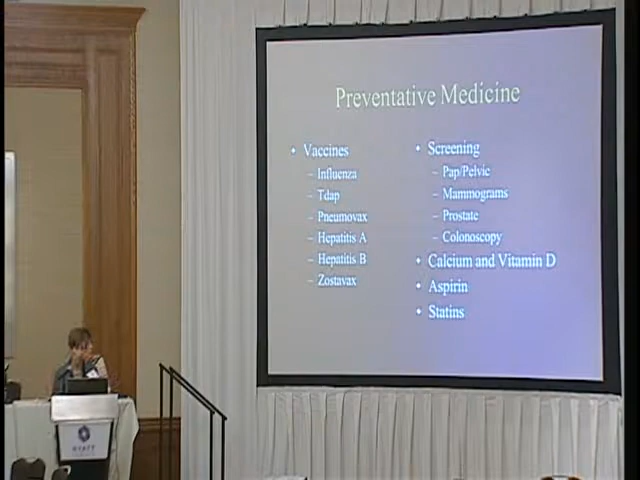 Preventative Medicine
• Vaccines
– Influenza
– Tdap
– Pneumovax
– Hepatitis A
– Hepatitis B
– Zostavax
• Screening
– Pap/Pelvic
– Mammograms
– Prostate
– Colonoscopy
• Calcium and Vitamin D
• Aspirin
• Statins
HYATT